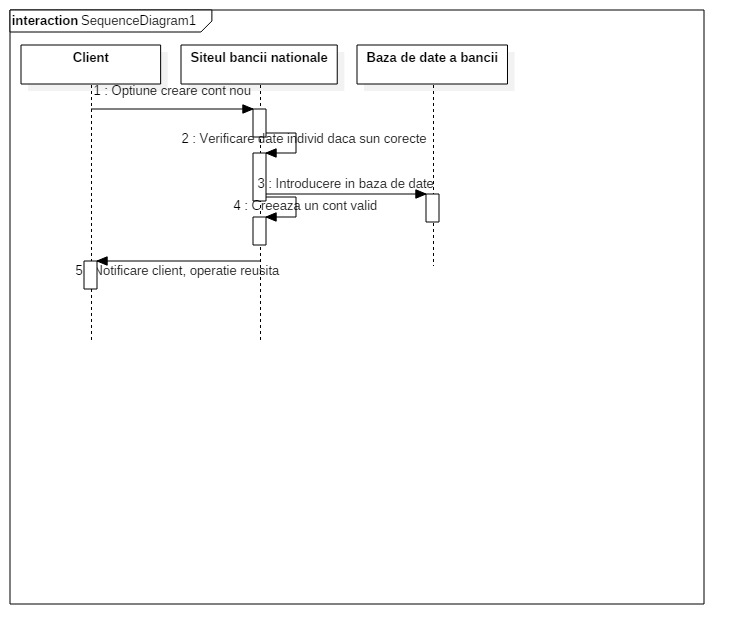 interaction SequenceDiagram1
Client
Siteul bancii nationale
Baza de date a bancii
1 : Optiune creare cont nou
2 : Verificare date individ daca sun corecte
3 : Introducere in baza de date
4 : Creeaza un cont valid
5 : Notificare client, operatie reusita